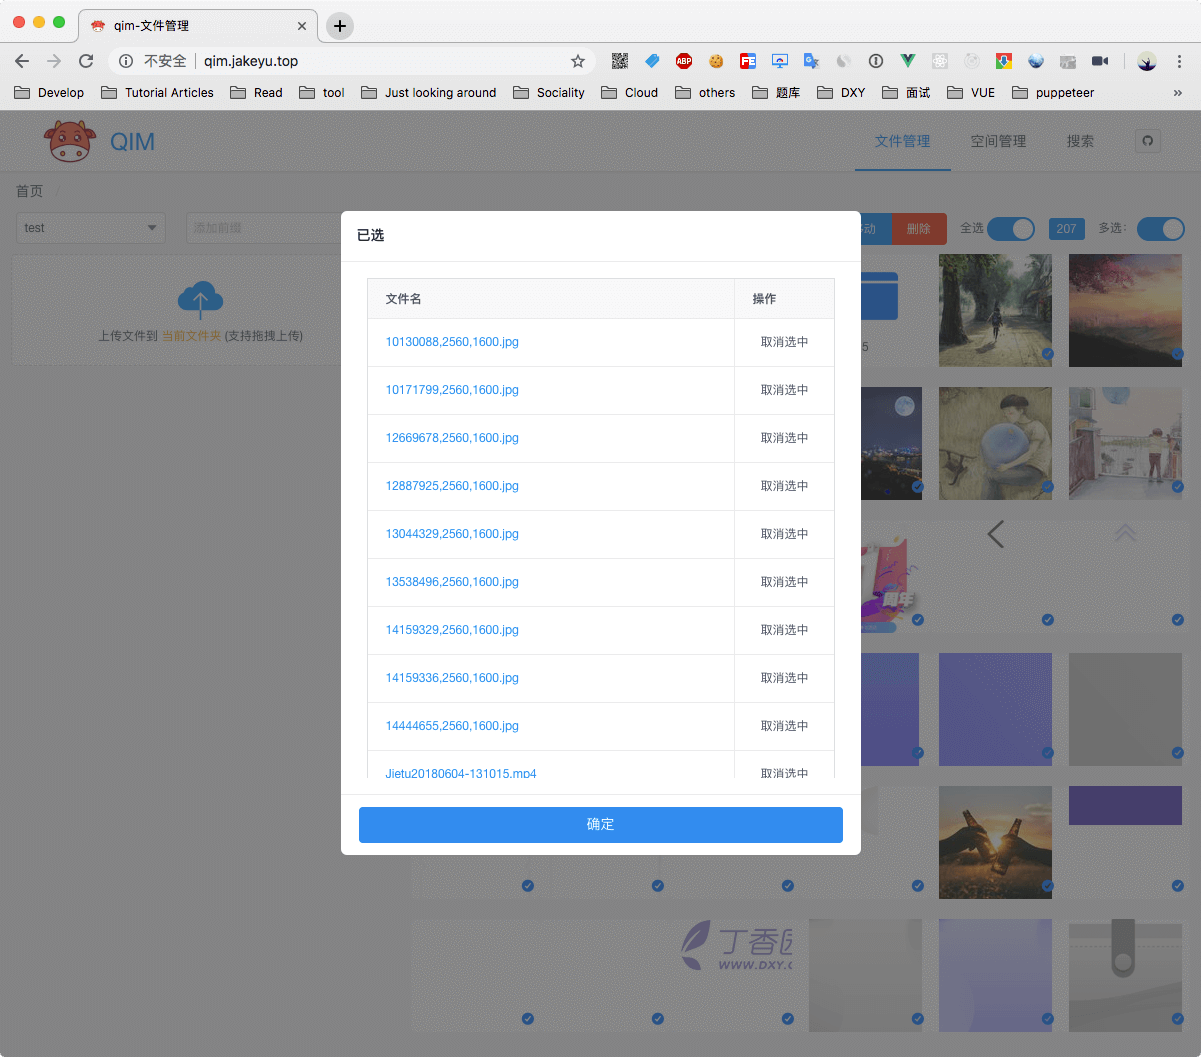 qim-文件管理
不安全
qim.jakeyu.top
ABP
FE
Develop
Tutorial Articles
Read
tool
Just looking around
Sociality
Cloud
others
题库
DXY
面试
VUE
puppeteer
QIM
文件管理
空间管理
搜索
首页 /
test
添加前缀
动
删除
全选
207
多选：
上传文件到 当前文件夹 (支持拖拽上传)
5
已选
文件名
操作
10130088,2560,1600.jpg
取消选中
10171799,2560,1600.jpg
取消选中
12669678,2560,1600.jpg
取消选中
12887925,2560,1600.jpg
取消选中
13044329,2560,1600.jpg
取消选中
13538496,2560,1600.jpg
取消选中
14159329,2560,1600.jpg
取消选中
14159336,2560,1600.jpg
取消选中
14444655,2560,1600.jpg
取消选中
Jietu20180604-131015.mp4
取消选中
确定
周年
丁香
WWW.DXY.C